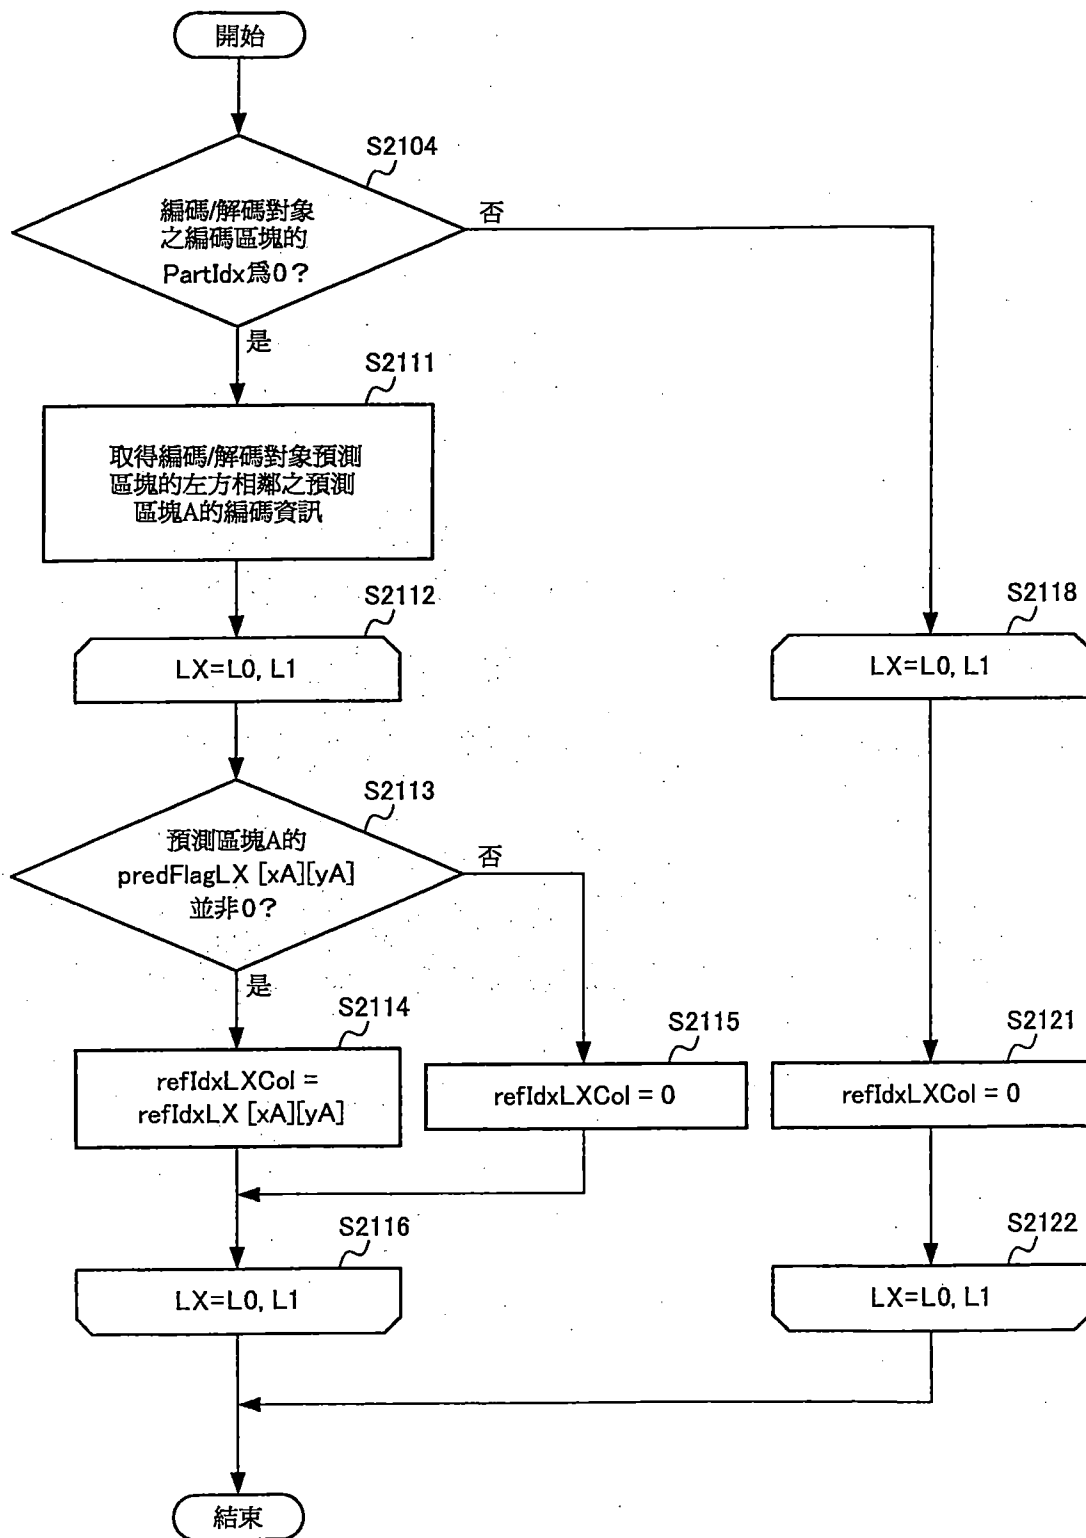 開始
S2104
編碼/解碼對象
之編碼區塊的
PartIdx爲0？
否
是
S2111
取得編碼/解碼對象預測
區塊的左方相鄰之預測
區塊A的編碼資訊
S2112
LX=L0, L1
S2118
LX=L0, L1
S2113
預測區塊A的
predFlagLX [xA][yA]
並非0？
否
是
S2114
refIdxLXCol =
refIdxLX [xA][yA]
S2115
refIdxLXCol = 0
S2121
refIdxLXCol = 0
S2116
LX=L0, L1
S2122
LX=L0, L1
結束